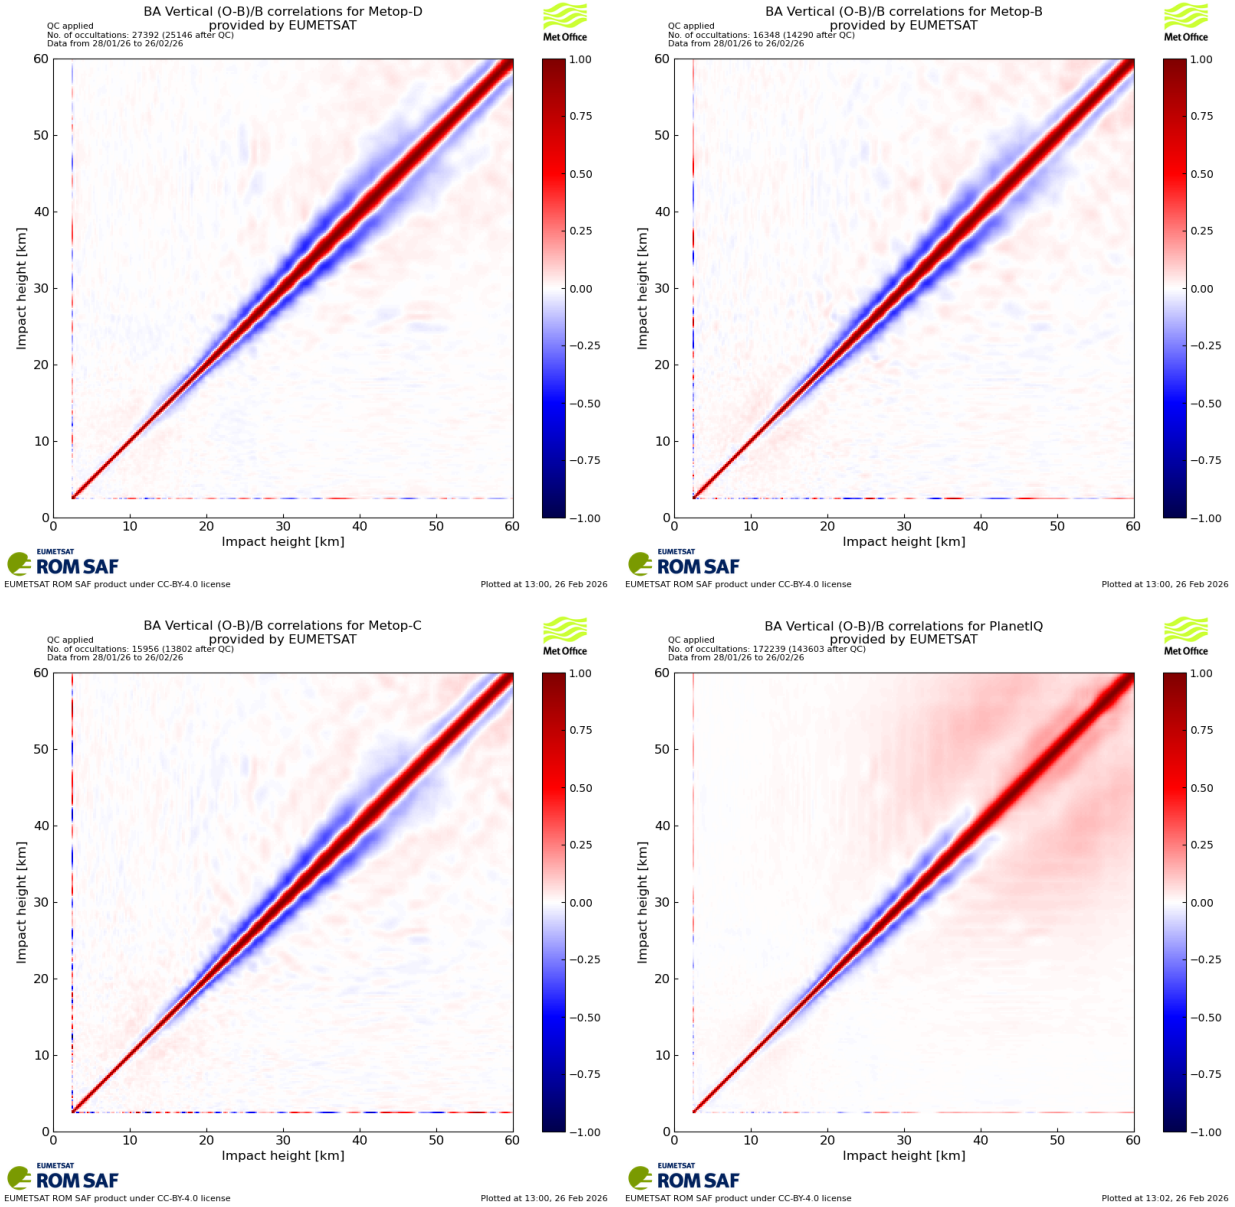 BA Vertical (O-B)/B correlations for Metop-D
provided by EUMETSAT
QC applied
No. of occultations: 27392 (25146 after QC)
Data from 28/01/26 to 26/02/26
Met Office
60
50
40
30
20
10
0
Impact height [km]
0 10 20 30 40 50 60
Impact height [km]
1.00
0.75
0.50
0.25
0.00
−0.25
−0.50
−0.75
−1.00
EUMETSAT
ROM SAF
EUMETSAT ROM SAF product under CC-BY-4.0 license
Plotted at 13:00, 26 Feb 2026
BA Vertical (O-B)/B correlations for Metop-B
provided by EUMETSAT
QC applied
No. of occultations: 16348 (14290 after QC)
Data from 28/01/26 to 26/02/26
Met Office
60
50
40
30
20
10
0
Impact height [km]
0 10 20 30 40 50 60
Impact height [km]
1.00
0.75
0.50
0.25
0.00
−0.25
−0.50
−0.75
−1.00
EUMETSAT
ROM SAF
EUMETSAT ROM SAF product under CC-BY-4.0 license
Plotted at 13:00, 26 Feb 2026
BA Vertical (O-B)/B correlations for Metop-C
provided by EUMETSAT
QC applied
No. of occultations: 15956 (13802 after QC)
Data from 28/01/26 to 26/02/26
Met Office
60
50
40
30
20
10
0
Impact height [km]
0 10 20 30 40 50 60
Impact height [km]
1.00
0.75
0.50
0.25
0.00
−0.25
−0.50
−0.75
−1.00
EUMETSAT
ROM SAF
EUMETSAT ROM SAF product under CC-BY-4.0 license
Plotted at 13:00, 26 Feb 2026
BA Vertical (O-B)/B correlations for PlanetIQ
provided by EUMETSAT
QC applied
No. of occultations: 172239 (143603 after QC)
Data from 28/01/26 to 26/02/26
Met Office
60
50
40
30
20
10
0
Impact height [km]
0 10 20 30 40 50 60
Impact height [km]
1.00
0.75
0.50
0.25
0.00
−0.25
−0.50
−0.75
−1.00
EUMETSAT
ROM SAF
EUMETSAT ROM SAF product under CC-BY-4.0 license
Plotted at 13:02, 26 Feb 2026